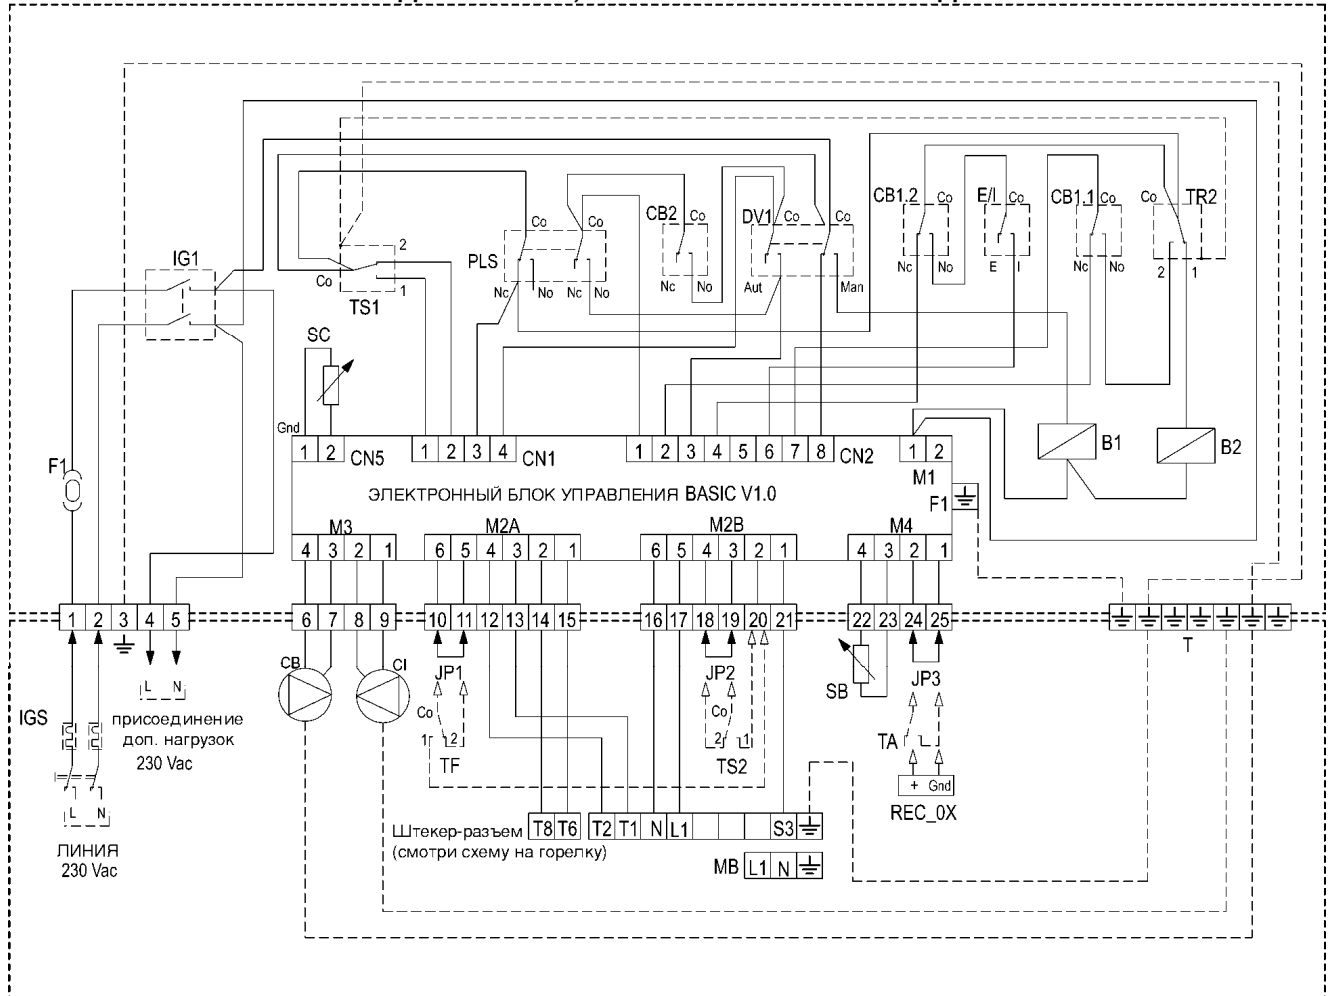 CB1.2 Co E/I Co CB1.1 Co Co TR2
CB2 Co DV1 Co Co
Co Co
2
IG1
PLS
Co
1
TS1
Nc No Nc No
Nc No
Aut Man
Nc No
E I
Nc No
2 1
SC
Gnd
1 2 CN5
1 2 3 4 CN1
1 2 3 4 5 6 7 8 CN2
1 2
M1
B1
B2
F1
ЭЛЕКТРОННЫЙ БЛОК УПРАВЛЕНИЯ BASIC V1.0
F1
M3 M2A M2B M4
4 3 2 1
6 5 4 3 2 1
6 5 4 3 2 1
4 3 2 1
1 2 3 4 5
6 7 8 9
10 11 12 13 14 15
16 17 18 19 20 21
22 23 24 25
T
L N
CB CI
JP1
JP2
JP3
SB
IGS
присоединение
доп. нагрузок
230 Vac
Co
1 2
TF
Co
2 1
TS2
TA
+ Gnd
REC_0X
L N
ЛИНИЯ
230 Vac
Штекер-разъем
(смотри схему на горелку)
T8 T6
T2 T1 N L1 S3
MB L1 N